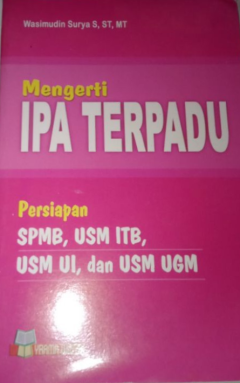 Wasimudin Surya S, ST, MT
Mengerti
IPA TERPADU
Persiapan
SPMB, USM ITB,
USM UI, dan USM UGM